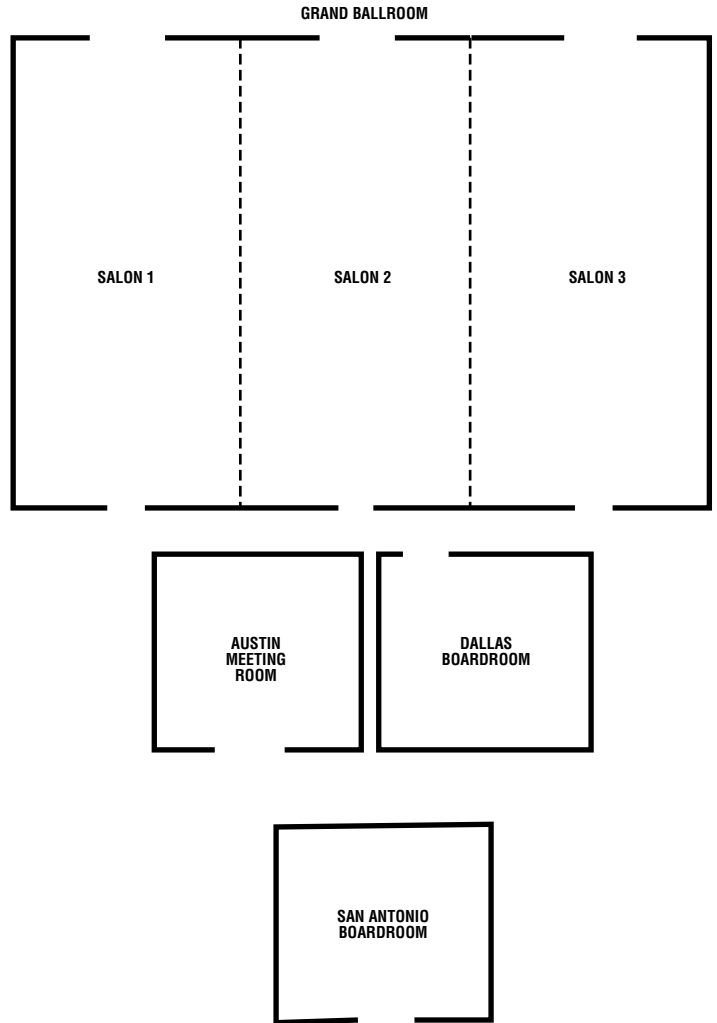 GRAND BALLROOM
SALON 1
SALON 2
SALON 3
AUSTIN
MEETING
ROOM
DALLAS
BOARDROOM
SAN ANTONIO
BOARDROOM